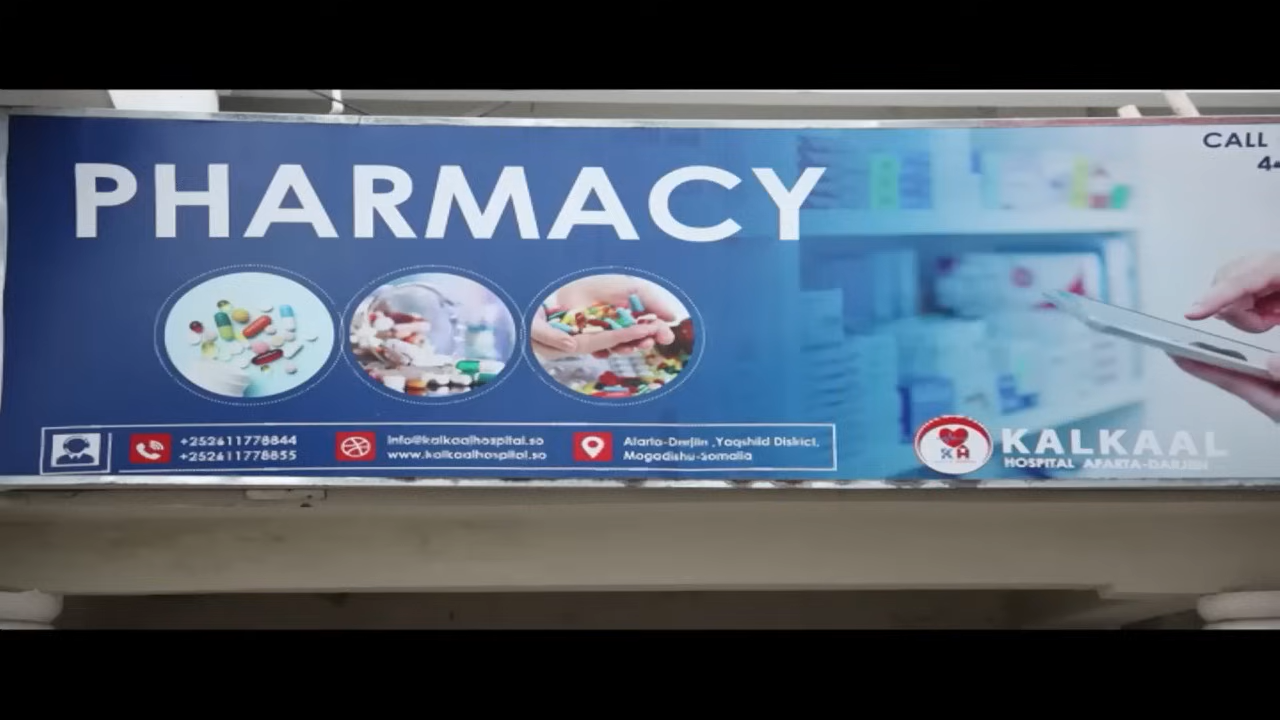 PHARMACY
CALL
4-
+252611778844
+252611778855
info@kalkaalhospital.so
www.kalkaalhospital.so
Afarta-Darjiin ,Yaqshiid District,
Mogadishu-Somalia
KALKAAL
HOSPITAL AFARTA-DARJIIN